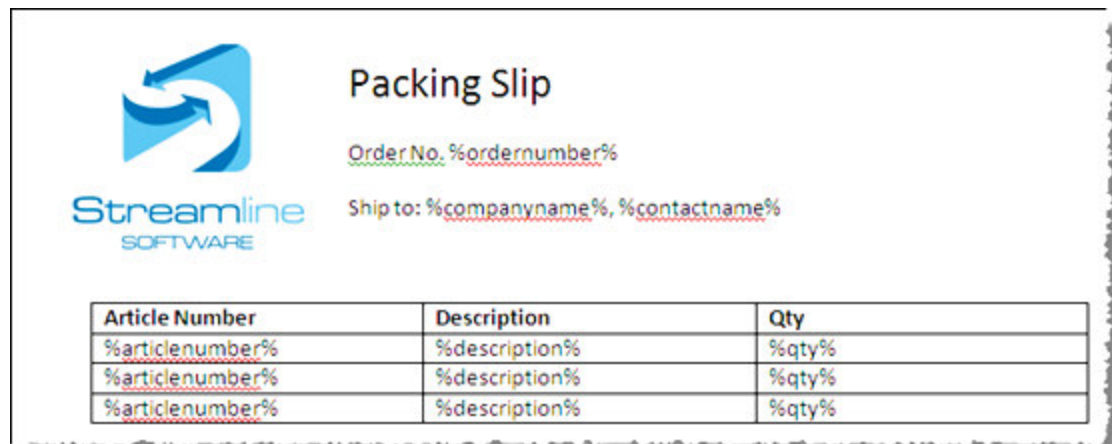 Packing Slip
Order No. %ordernumber%
Streamline
SOFTWARE
Ship to: %companyname%, %contactname%
Article Number Description Qty
%articlenumber% %description% %qty%
%articlenumber% %description% %qty%
%articlenumber% %description% %qty%